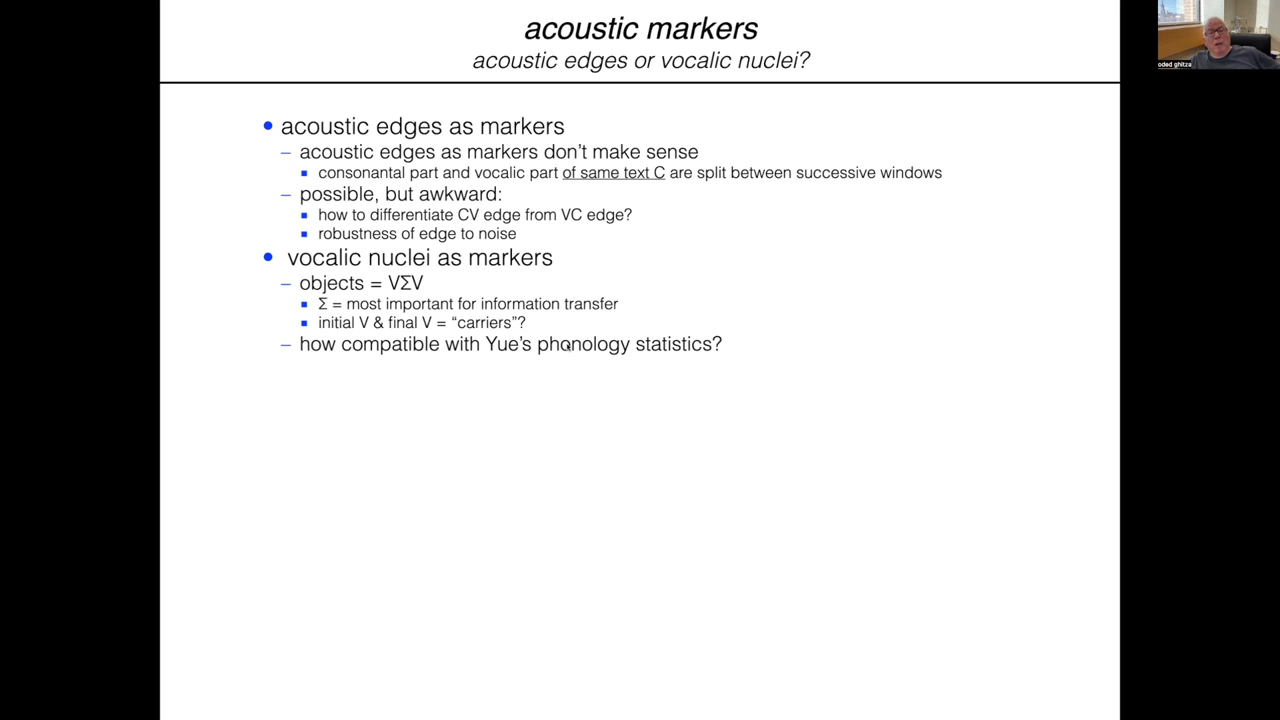 acoustic markers
acoustic edges or vocalic nuclei?
oded ghitza
• acoustic edges as markers
– acoustic edges as markers don't make sense
▪ consonantal part and vocalic part of same text C are split between successive windows
– possible, but awkward:
▪ how to differentiate CV edge from VC edge?
▪ robustness of edge to noise
• vocalic nuclei as markers
– objects = VΣV
▪ Σ = most important for information transfer
▪ initial V & final V = “carriers”?
– how compatible with Yue's phonology statistics?